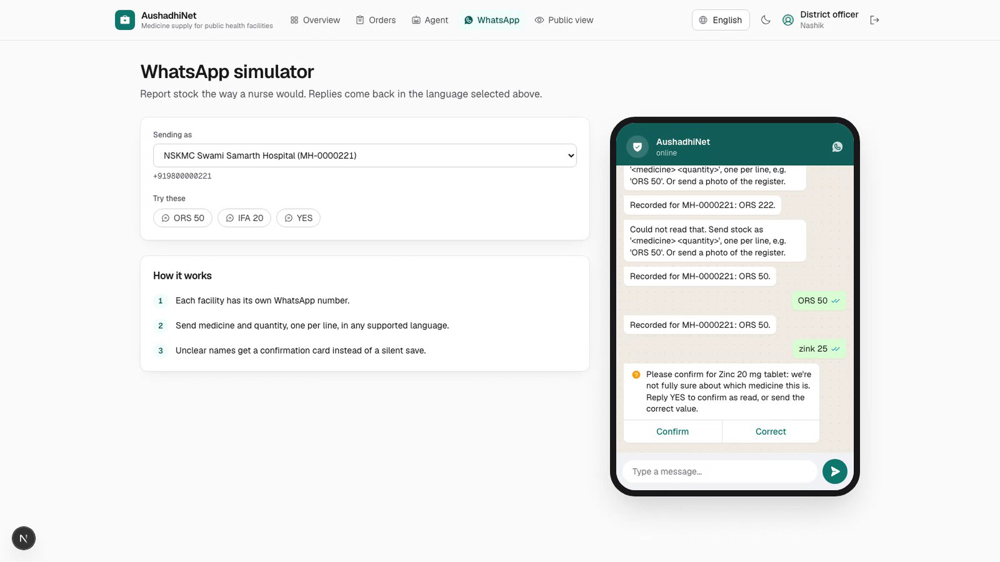 AushadhiNet
Medicine supply for public health facilities
Overview
Orders
Agent
WhatsApp
Public view
English
District officer
Nashik
WhatsApp simulator
Report stock the way a nurse would. Replies come back in the language selected above.
Sending as
NSKMC Swami Samarth Hospital (MH-0000221)
+919800000221
Try these
ORS 50
IFA 20
YES
How it works
1 Each facility has its own WhatsApp number.
2 Send medicine and quantity, one per line, in any supported language.
3 Unclear names get a confirmation card instead of a silent save.
AushadhiNet
online
'<medicine> <quantity>', one per line, e.g.
'ORS 50'. Or send a photo of the register.
Recorded for MH-0000221: ORS 222.
Could not read that. Send stock as
'<medicine> <quantity>', one per line, e.g.
'ORS 50'. Or send a photo of the register.
Recorded for MH-0000221: ORS 50.
ORS 50
Recorded for MH-0000221: ORS 50.
zink 25
Please confirm for Zinc 20 mg tablet: we're
not fully sure about which medicine this is.
Reply YES to confirm as read, or send the
correct value.
Confirm
Correct
Type a message...
N